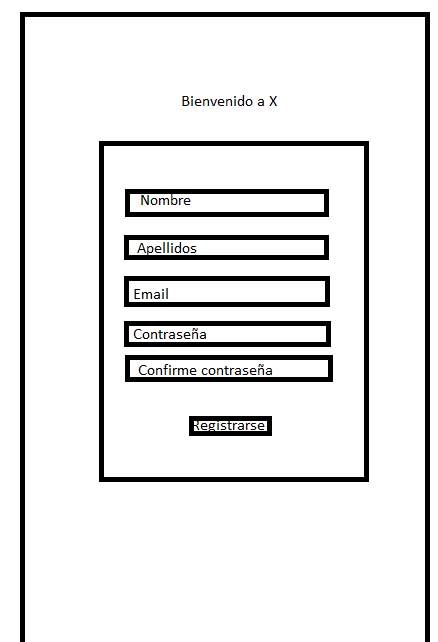 Bienvenido a X
Nombre
Apellidos
Email
Contraseña
Confirme contraseña
Registrarse